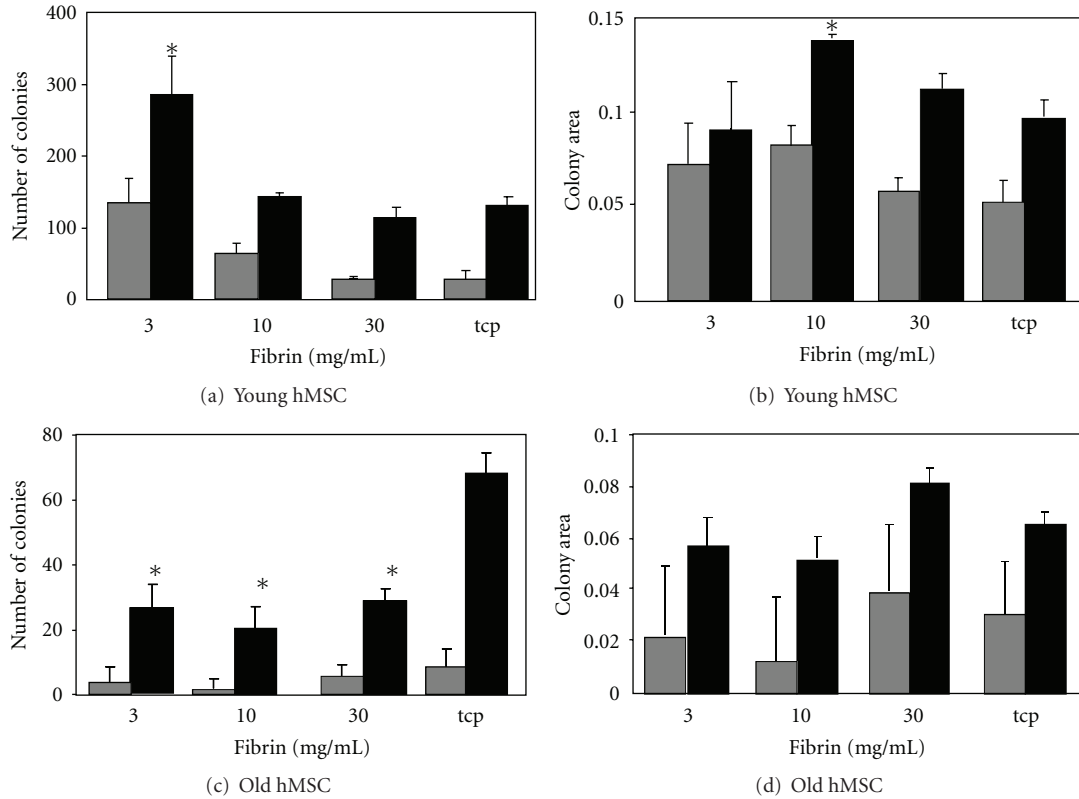 Number of colonies
400
300
200
100
0
*
3 10 30 tcp
Fibrin (mg/mL)
(a) Young hMSC
Colony area
0.15
0.1
0.05
0
*
3 10 30 tcp
Fibrin (mg/mL)
(b) Young hMSC
Number of colonies
80
60
40
20
0
* * *
3 10 30 tcp
Fibrin (mg/mL)
(c) Old hMSC
Colony area
0.1
0.08
0.06
0.04
0.02
0
3 10 30 tcp
Fibrin (mg/mL)
(d) Old hMSC